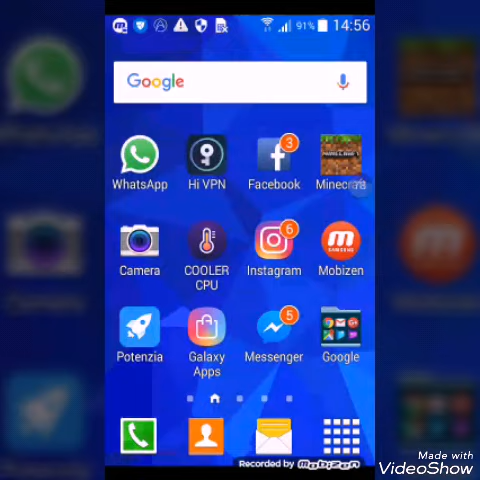 91% 14:56
Google
3
WhatsApp Hi VPN Facebook Minecraft
6
Camera COOLER CPU Instagram Mobizen
5
Potenzia Galaxy Apps Messenger Google
Recorded by mobizen
Made with
VideoShow